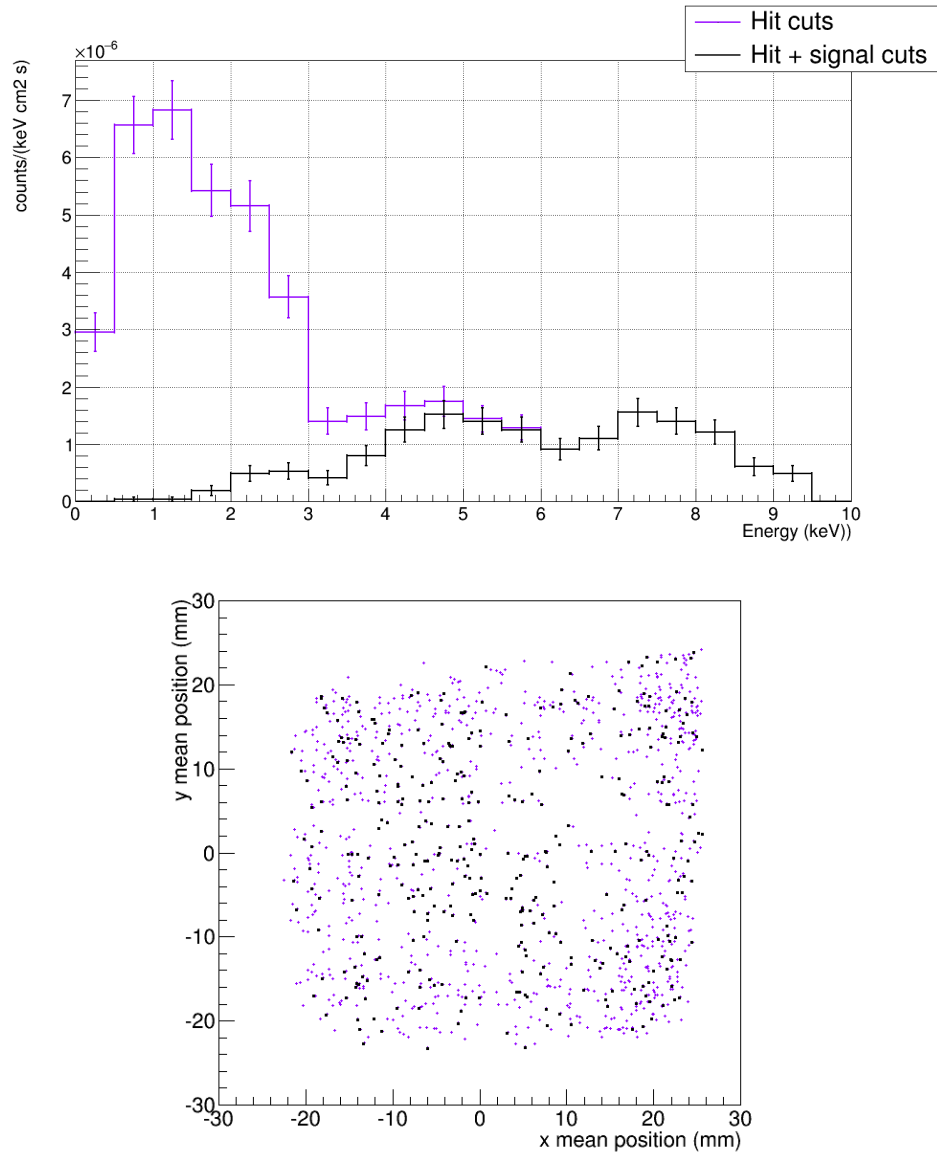 Hit cuts
Hit + signal cuts
×10⁻⁶
counts/(keV cm2 s)
7
6
5
4
3
2
1
0
0 1 2 3 4 5 6 7 8 9 10
Energy (keV))
y mean position (mm)
30
20
10
0
-10
-20
-30
-30 -20 -10 0 10 20 30
x mean position (mm)